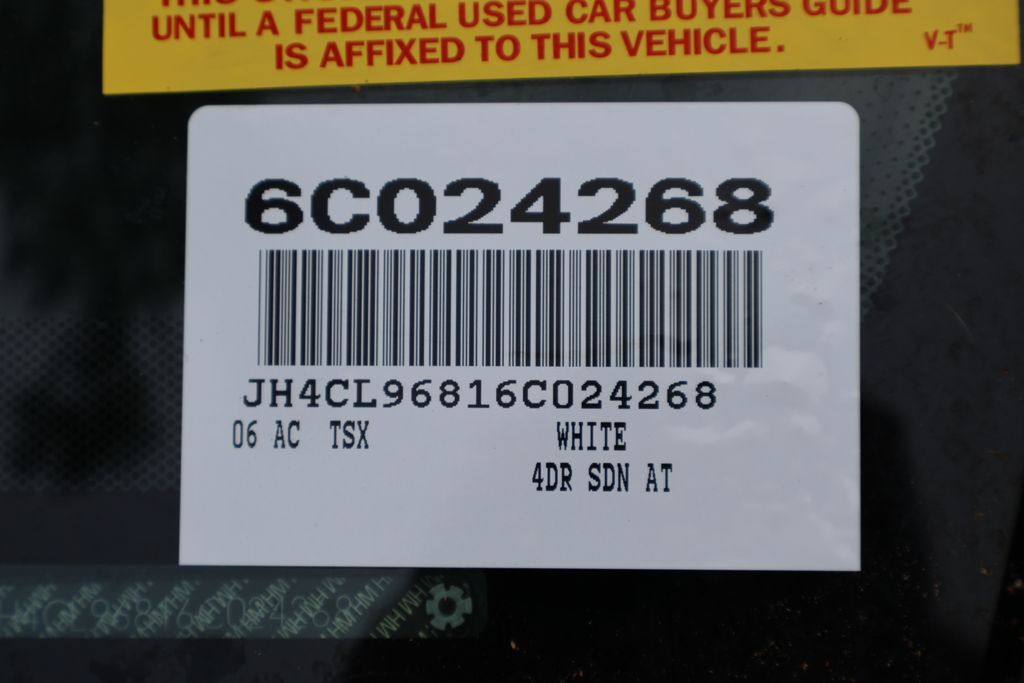 UNTIL A FEDERAL USED CAR BUYERS GUIDE
IS AFFIXED TO THIS VEHICLE.
V-T™
6C024268
JH4CL96816C024268
06 AC TSX WHITE
4DR SDN AT